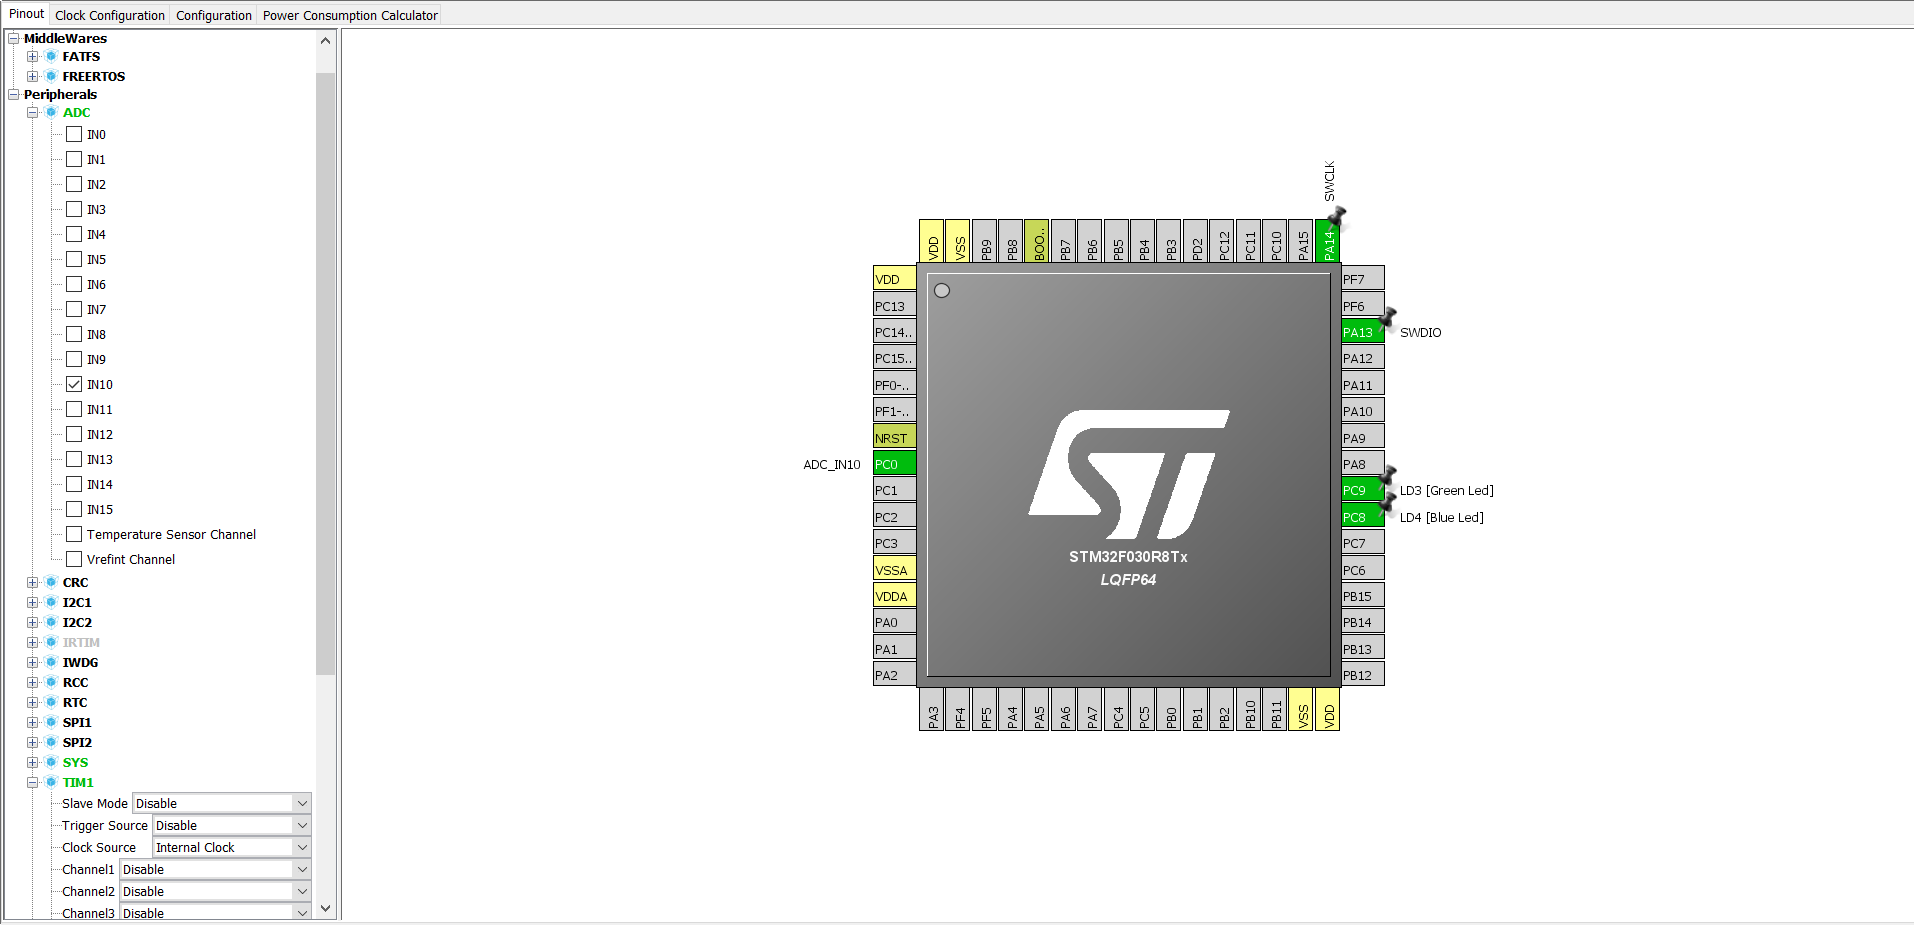 Pinout Clock Configuration Configuration Power Consumption Calculator
MiddleWares
FATFS
FREERTOS
Peripherals
ADC
IN0
IN1
IN2
IN3
IN4
IN5
IN6
IN7
IN8
IN9
IN10
IN11
IN12
IN13
IN14
IN15
Temperature Sensor Channel
Vrefint Channel
CRC
I2C1
I2C2
IRTIM
IWDG
RCC
RTC
SPI1
SPI2
SYS
TIM1
Slave Mode Disable
Trigger Source Disable
Clock Source Internal Clock
Channel1 Disable
Channel2 Disable
Channel3 Disable
SWCLK
VDD
VSS
PB9
PB8
BOO..
PB7
PB6
PB5
PB4
PB3
PD2
PC12
PC11
PC10
PA15
PA14
VDD
PC13
PC14..
PC15..
PF0-..
PF1-..
NRST
ADC_IN10 PC0
PC1
PC2
PC3
VSSA
VDDA
PA0
PA1
PA2
ST
STM32F030R8Tx
LQFP64
PF7
PF6
PA13 SWDIO
PA12
PA11
PA10
PA9
PA8
PC9 LD3 [Green Led]
PC8 LD4 [Blue Led]
PC7
PC6
PB15
PB14
PB13
PB12
PA3
PF4
PF5
PA4
PA5
PA6
PA7
PC4
PC5
PB0
PB1
PB2
PB10
PB11
VSS
VDD